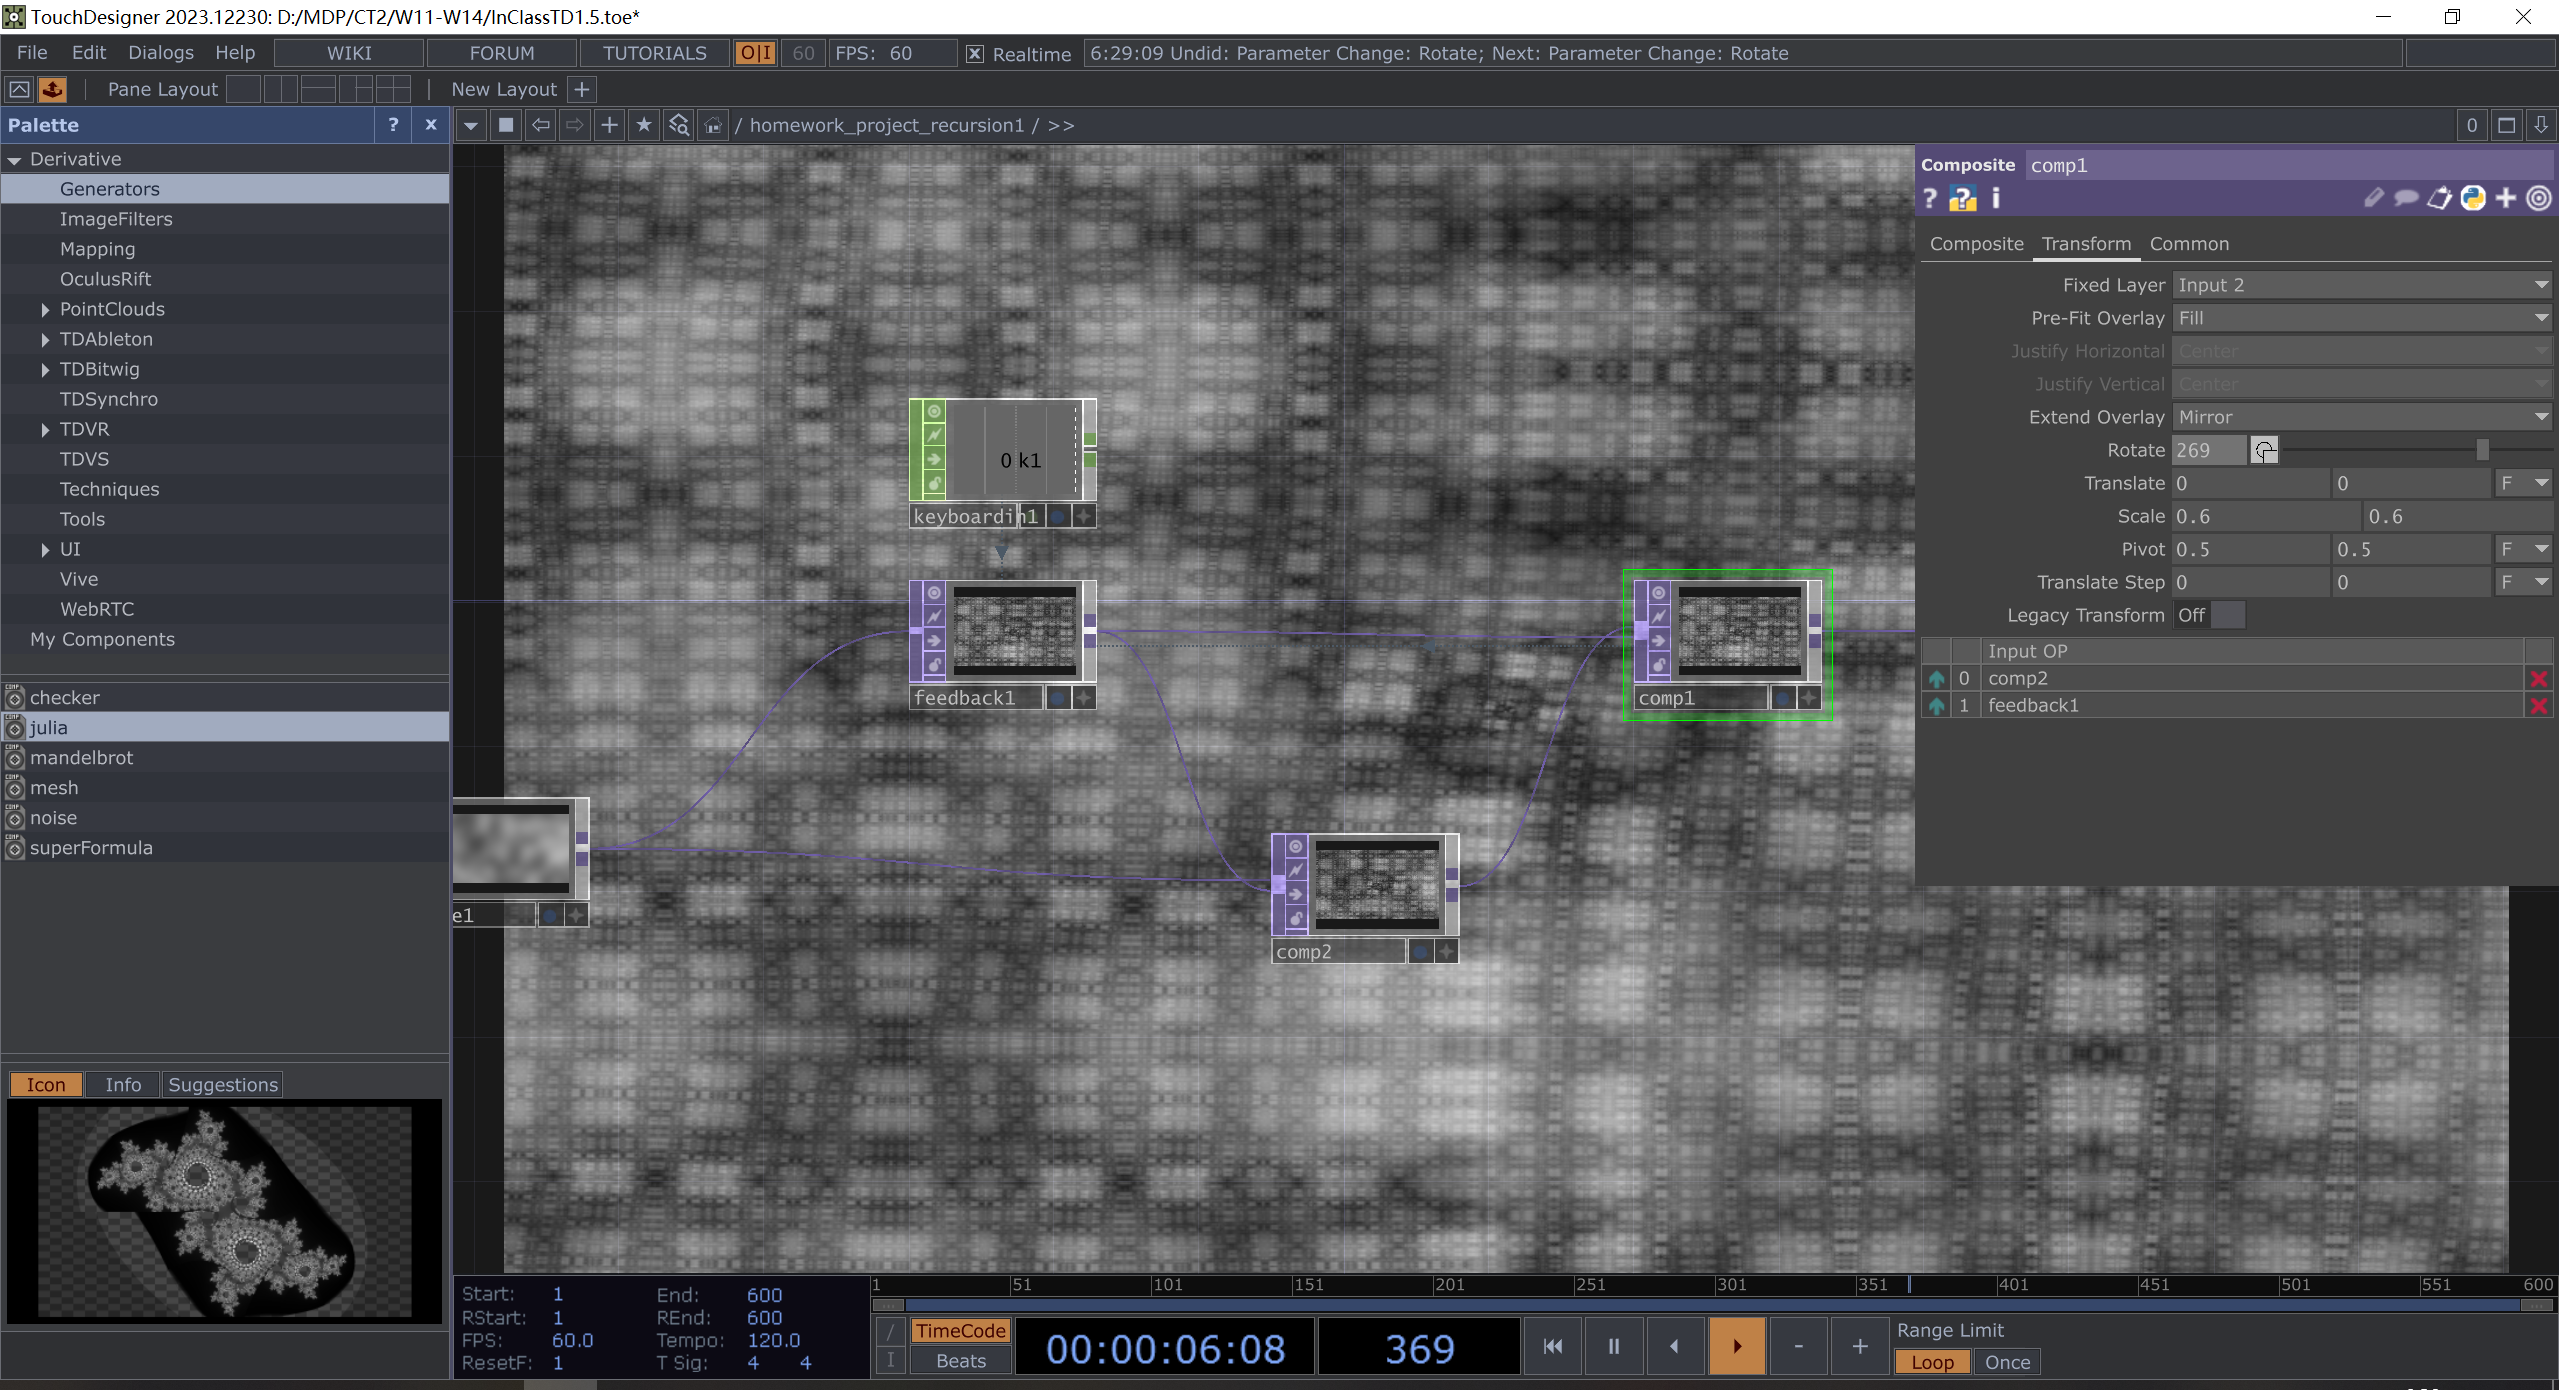 TouchDesigner 2023.12230: D:/MDP/CT2/W11-W14/InClassTD1.5.toe*
File Edit Dialogs Help WIKI FORUM TUTORIALS O|I 60 FPS: 60 Realtime 6:29:09 Undid: Parameter Change: Rotate; Next: Parameter Change: Rotate
Pane Layout New Layout +
Palette ? x / homework_project_recursion1 / >> 0
Derivative
Generators
ImageFilters
Mapping
OculusRift
PointClouds
TDAbleton
TDBitwig
TDSynchro
TDVR
TDVS
Techniques
Tools
UI
Vive
WebRTC
My Components
checker
julia
mandelbrot
mesh
noise
superFormula
Icon Info Suggestions
0 k1
keyboardin1
feedback1
comp1
e1
comp2
Composite comp1
? ? i
Composite Transform Common
Fixed Layer Input 2
Pre-Fit Overlay Fill
Justify Horizontal Center
Justify Vertical Center
Extend Overlay Mirror
Rotate 269
Translate 0 0 F
Scale 0.6 0.6
Pivot 0.5 0.5 F
Translate Step 0 0 F
Legacy Transform Off
Input OP
0 comp2
1 feedback1
Start: 1 End: 600
RStart: 1 REnd: 600
FPS: 60.0 Tempo: 120.0
ResetF: 1 T Sig: 4 4
1 51 101 151 201 251 301 351 401 451 501 551 600
/ TimeCode 00:00:06:08 369 - + Range Limit
I Beats Loop Once